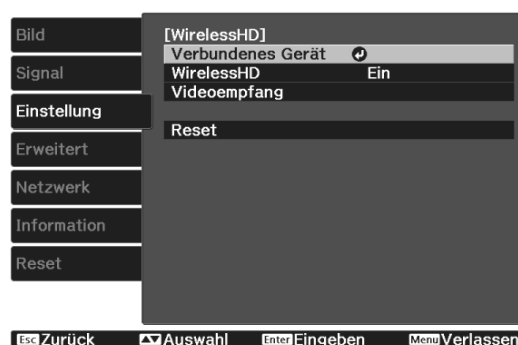 Bild
Signal
Einstellung
Erweitert
Netzwerk
Information
Reset
[WirelessHD]
Verbundenes Gerät
WirelessHD Ein
Videoempfang
Reset
Esc Zurück Auswahl Enter Eingeben Menu Verlassen